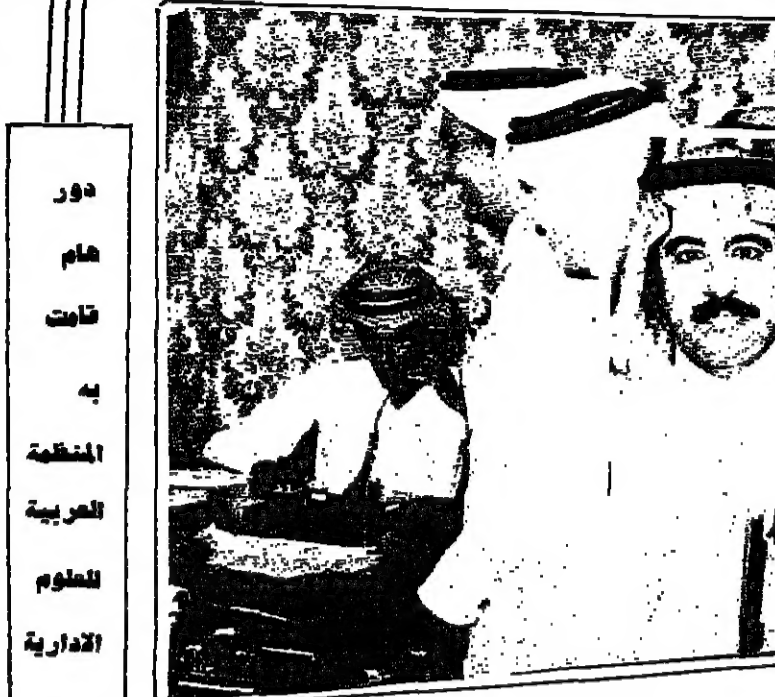 دور
هام
قامت
به
المنظمة
العربية
للعلوم
الادارية